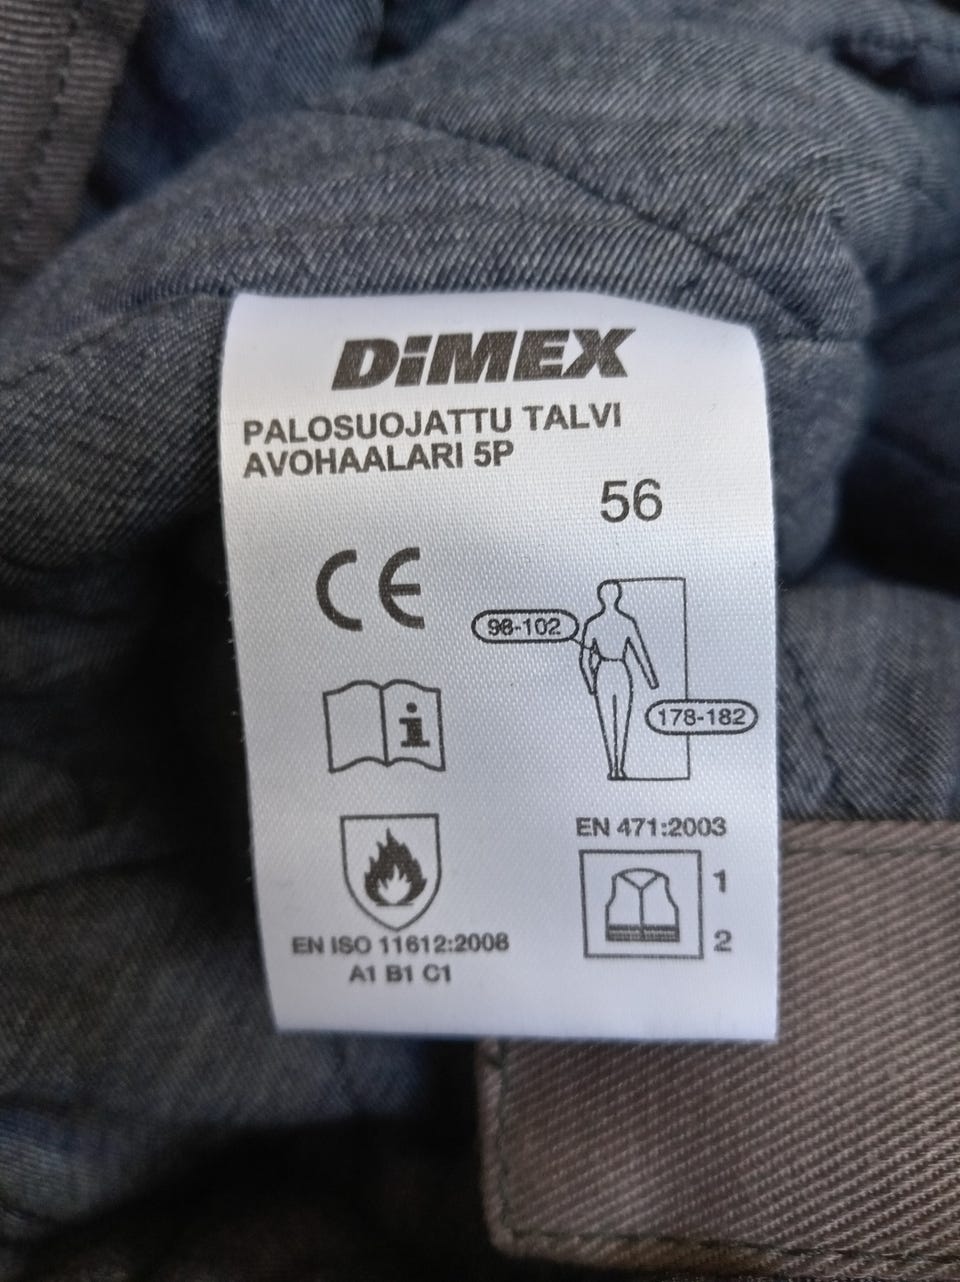 DiMEX
PALOSUOJATTU TALVI
AVOHAALARI 5P
56
CE
98-102
178-182
i
EN 471:2003
1
2
EN ISO 11612:2008
A1 B1 C1